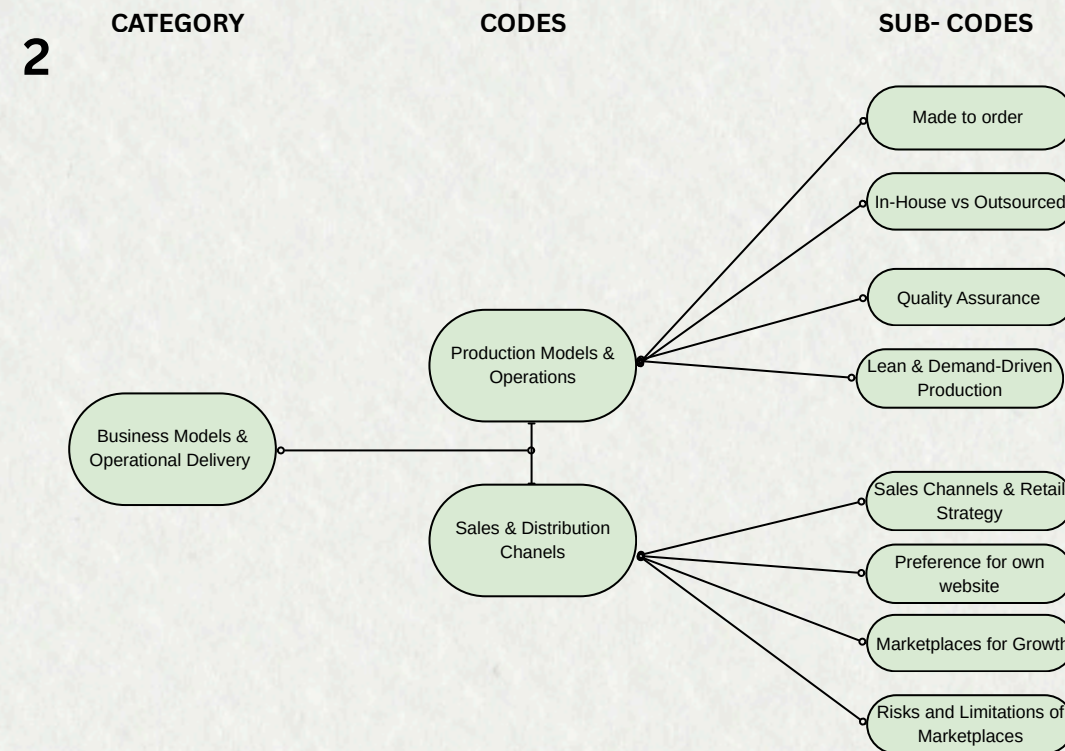 CATEGORY
CODES
SUB- CODES
2
Made to order
In-House vs Outsourced
Quality Assurance
Production Models &
Operations
Lean & Demand-Driven
Production
Business Models &
Operational Delivery
Sales & Distribution
Chanels
Sales Channels & Retail
Strategy
Preference for own
website
Marketplaces for Growth
Risks and Limitations of
Marketplaces